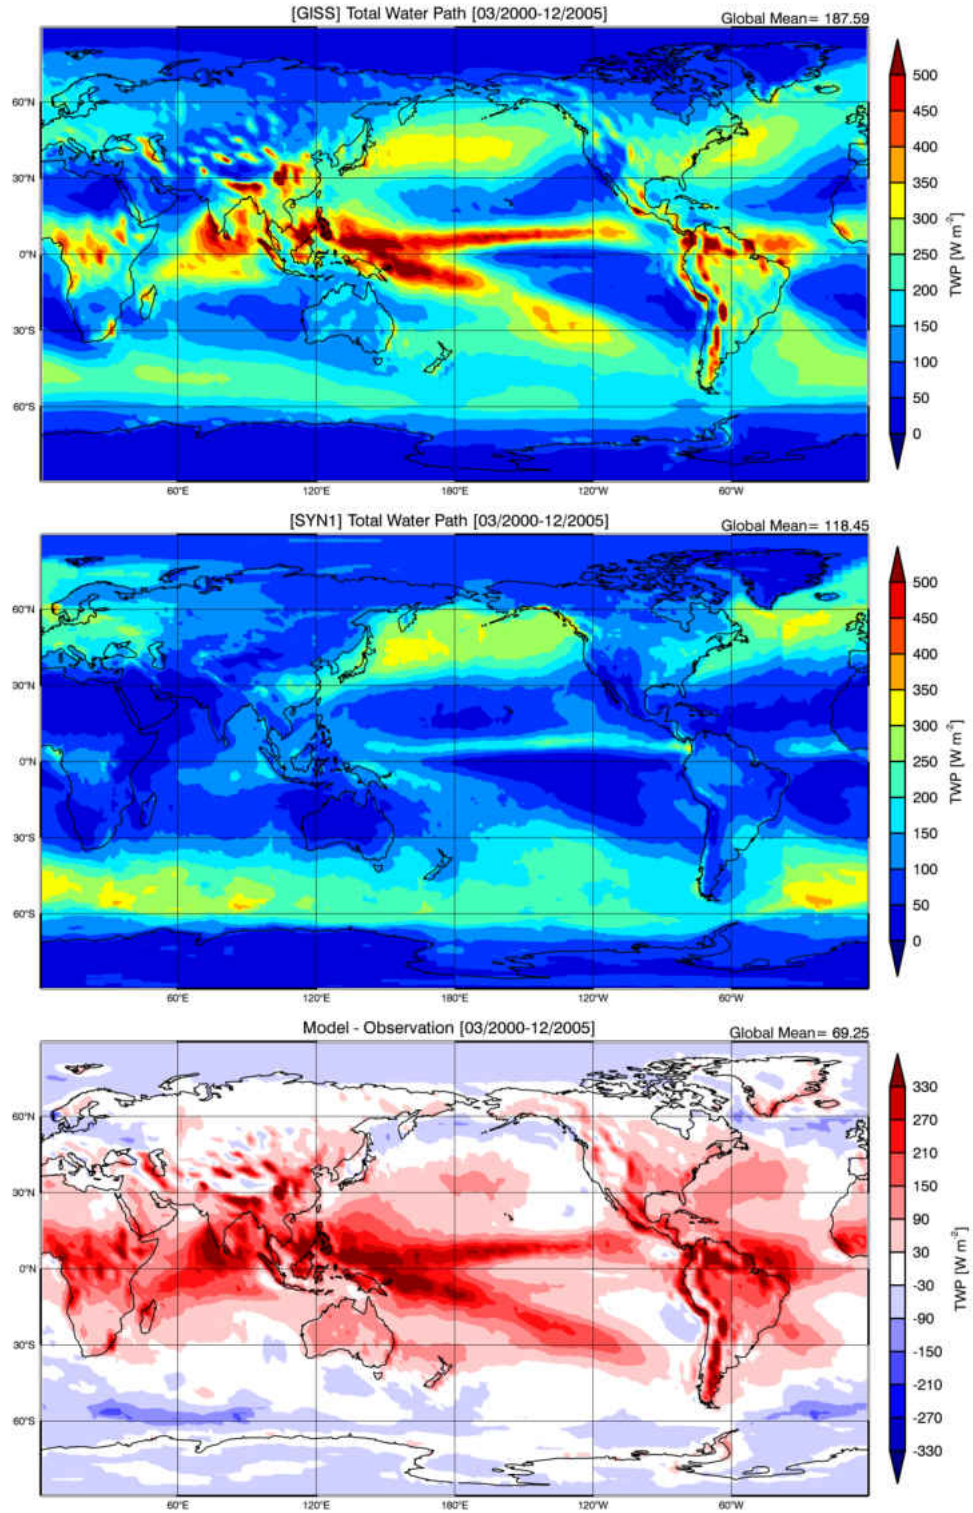 [GISS] Total Water Path [03/2000-12/2005]
Global Mean= 187.59
60°N
30°N
0°N
30°S
60°S
60°E 120°E 180°E 120°W 60°W
500
450
400
350
300
250
200
150
100
50
0
TWP [W m-2]
[SYN1] Total Water Path [03/2000-12/2005]
Global Mean= 118.45
60°N
30°N
0°N
30°S
60°S
60°E 120°E 180°E 120°W 60°W
500
450
400
350
300
250
200
150
100
50
0
TWP [W m-2]
Model - Observation [03/2000-12/2005]
Global Mean= 69.25
60°N
30°N
0°N
30°S
60°S
60°E 120°E 180°E 120°W 60°W
330
270
210
150
90
30
-30
-90
-150
-210
-270
-330
TWP [W m-2]